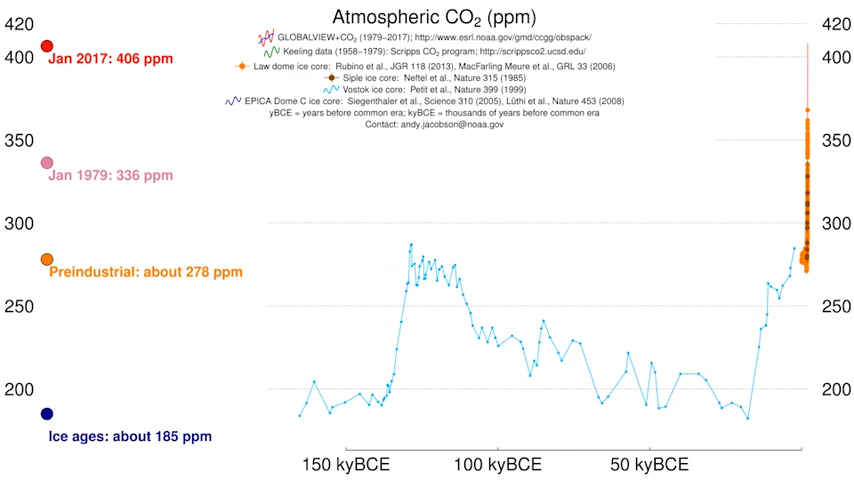 Atmospheric CO₂ (ppm)
GLOBALVIEW+CO₂ (1979–2017); http://www.esrl.noaa.gov/gmd/ccgg/obspack/
Keeling data (1958–1979): Scripps CO₂ program; http://scrippsco2.ucsd.edu/
Law dome ice core: Rubino et al., JGR 118 (2013), MacFarling Meure et al., GRL 33 (2006)
Siple ice core: Neftel et al., Nature 315 (1985)
Vostok ice core: Petit et al., Nature 399 (1999)
EPICA Dome C ice core: Siegenthaler et al., Science 310 (2005), Lüthi et al., Nature 453 (2008)
yBCE = years before common era; kyBCE = thousands of years before common era
Contact: andy.jacobson@noaa.gov
420 420
400 400
Jan 2017: 406 ppm
350 350
Jan 1979: 336 ppm
300 300
Preindustrial: about 278 ppm
250 250
200 200
Ice ages: about 185 ppm
150 kyBCE 100 kyBCE 50 kyBCE